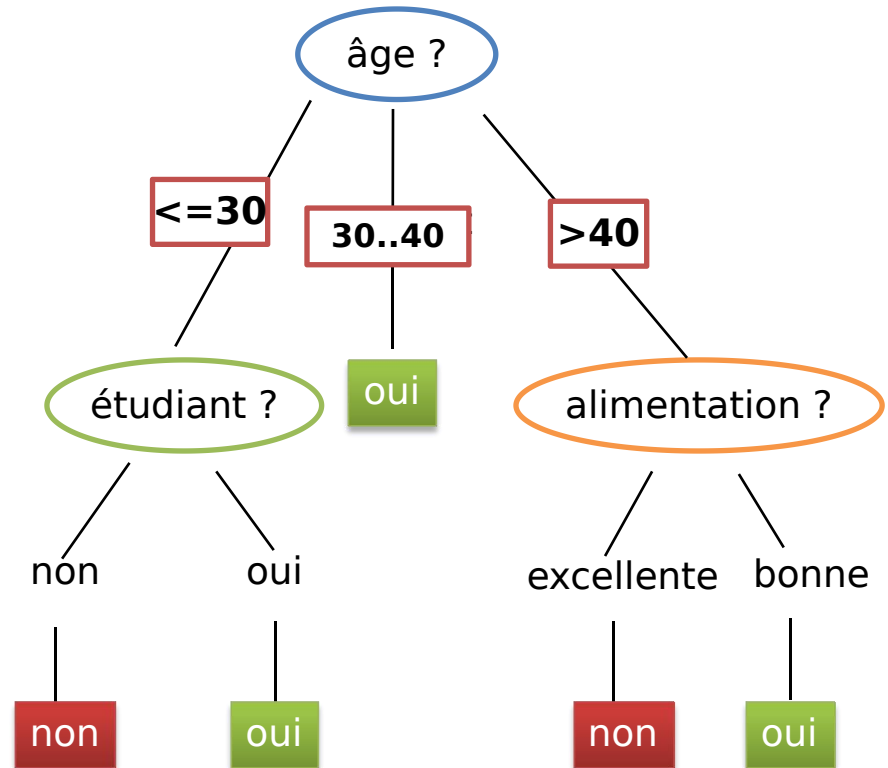 âge ?
<=30
30..40
>40
étudiant ?
oui
alimentation ?
non
oui
excellente
bonne
non
oui
non
oui